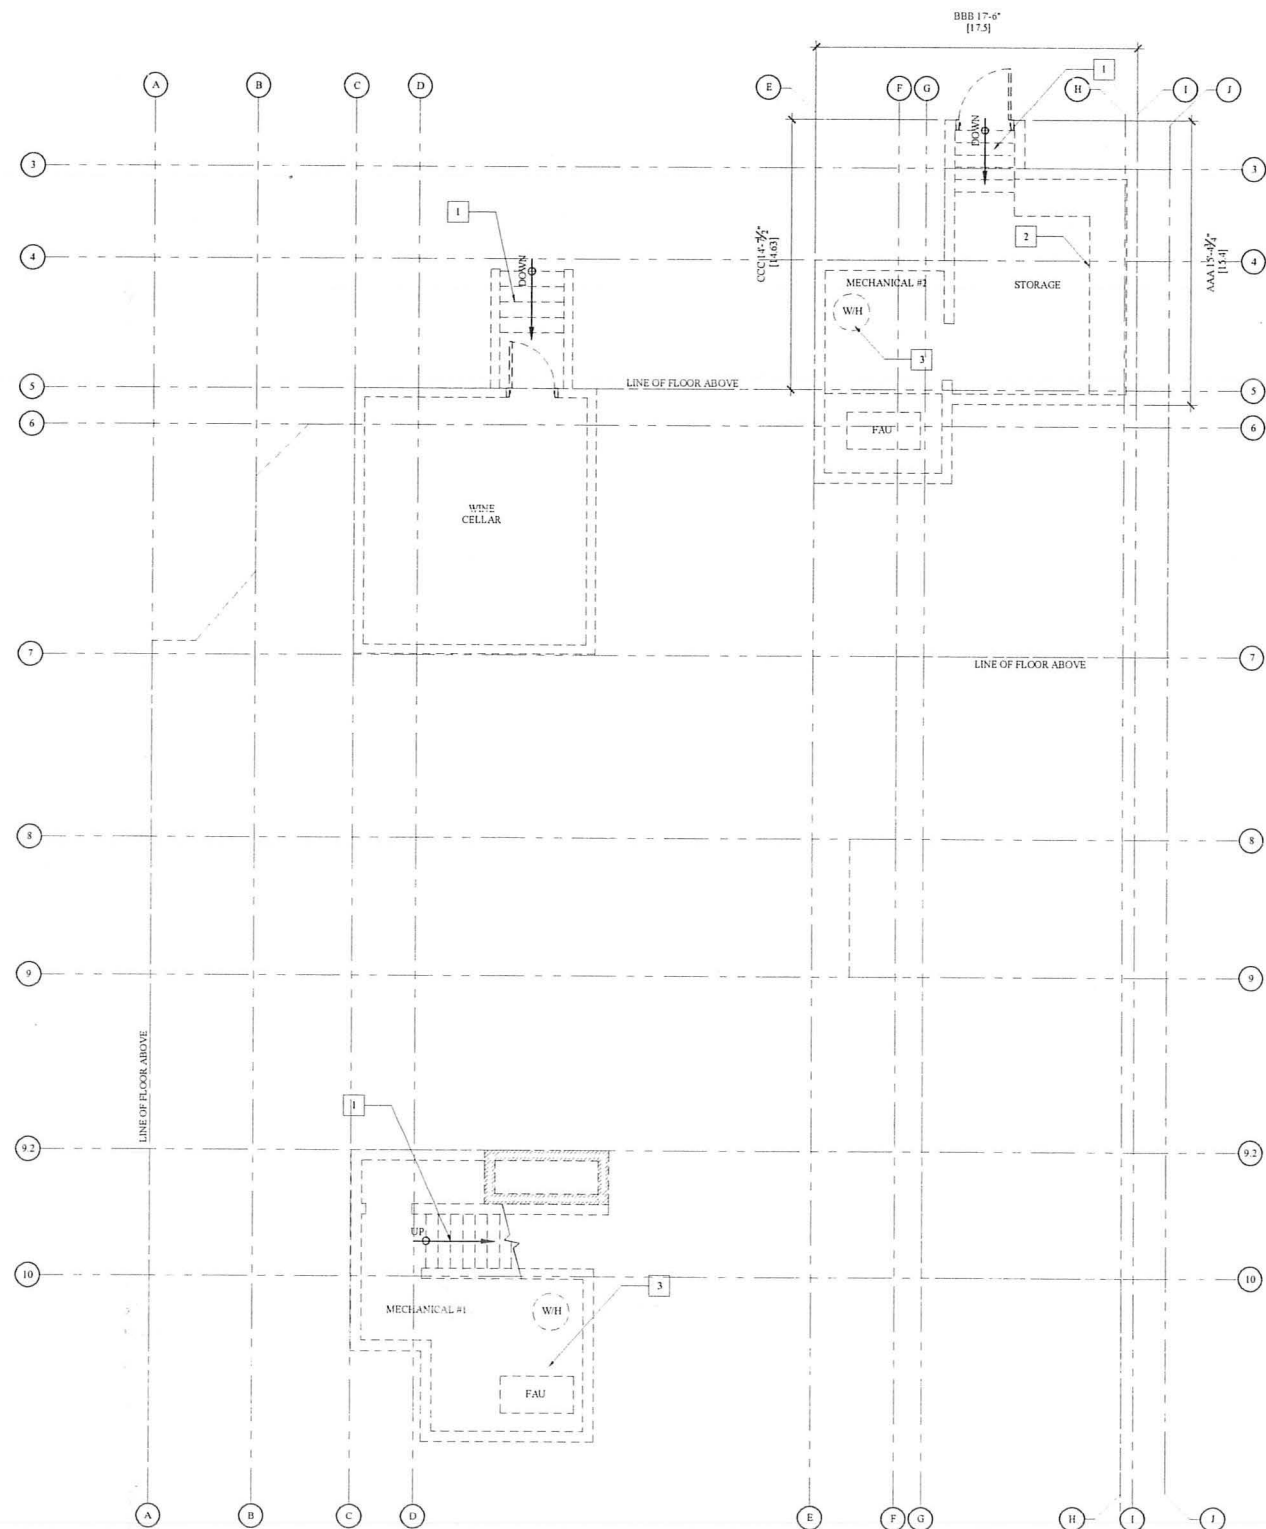 BBB 17'-6"
[17.5]
A
B
C
D
E
F
G
H
I
J
1
DOWN
3
3
1
2
CCC 14'-7½"
[14.63]
AAA 15'-4¾"
[15.4]
4
4
DOWN
MECHANICAL #2
STORAGE
W/H
3
5
LINE OF FLOOR ABOVE
5
6
FAU
6
WINE
CELLAR
7
7
LINE OF FLOOR ABOVE
8
8
9
9
LINE OF FLOOR ABOVE
1
9.2
9.2
UP
10
10
3
MECHANICAL #1
W/H
FAU
A
B
C
D
E
F
G
H
I
J